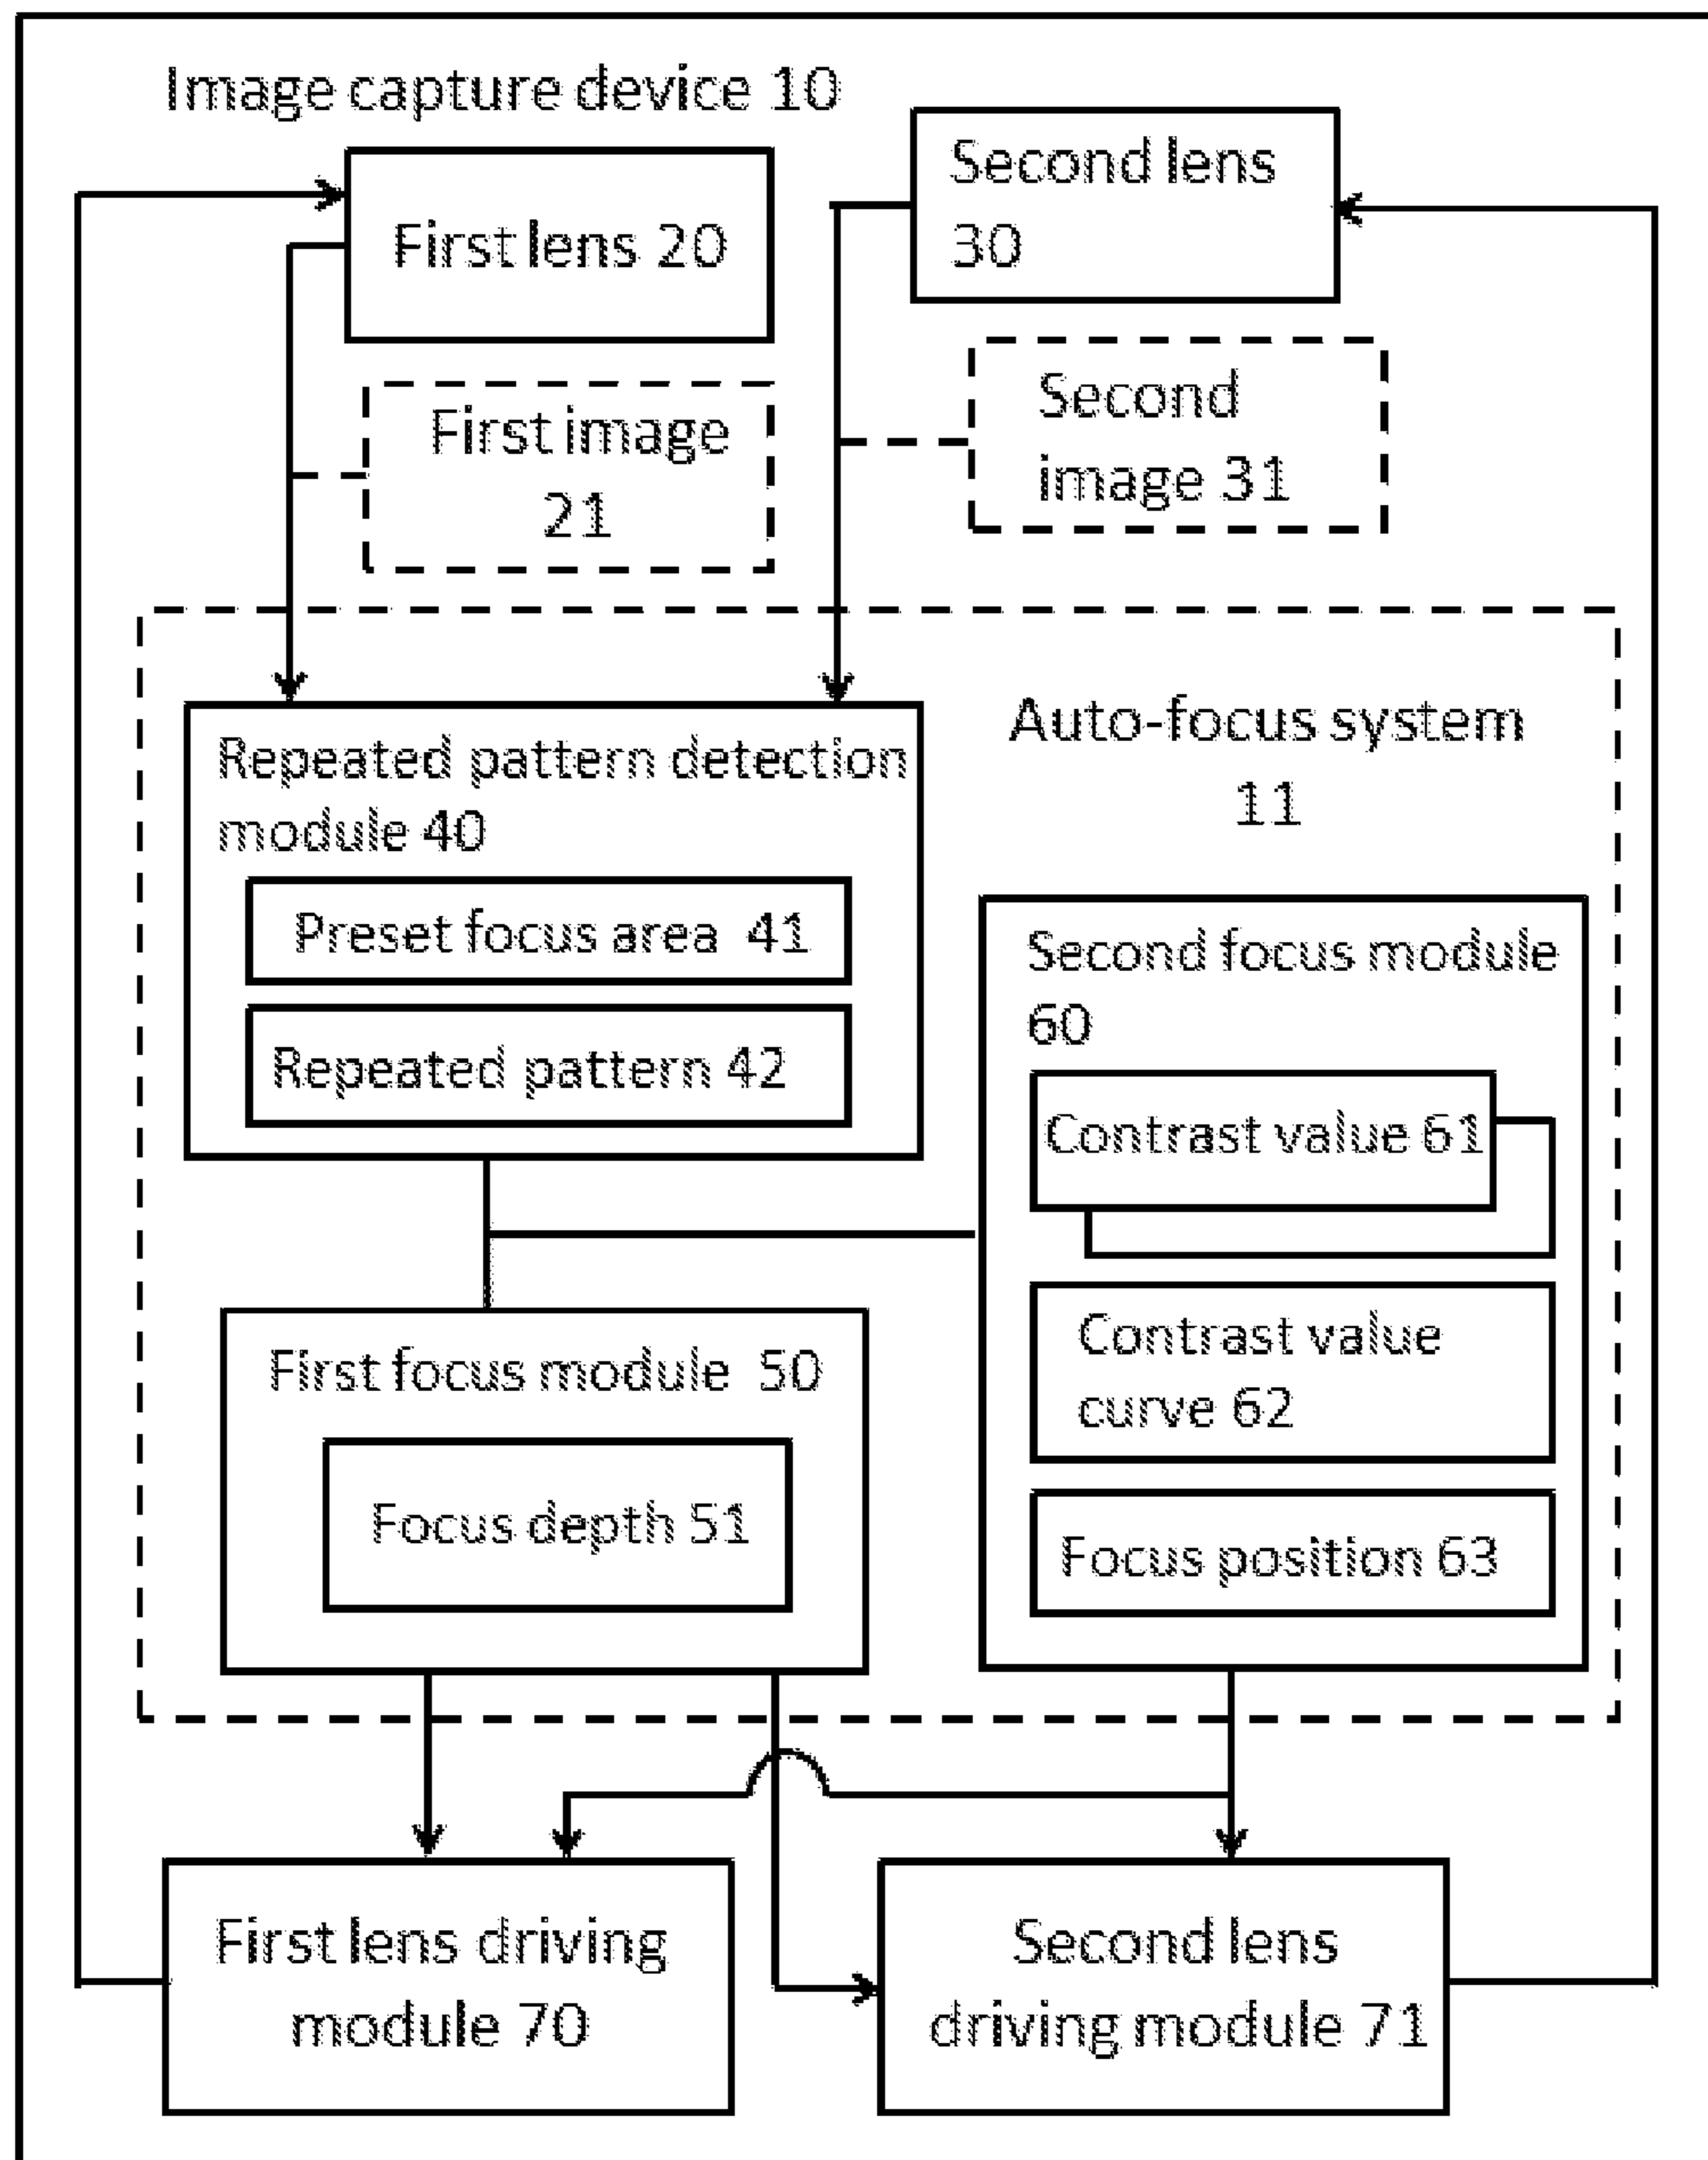 Image capture device 10
First lens 20
Second lens
30
First image
21
Second
image 31
Auto-focus system
11
Repeated pattern detection
module 40
Preset focus area 41
Repeated pattern 42
Second focus module
60
Contrast value 61
Contrast value
curve 62
Focus position 63
First focus module 50
Focus depth 51
First lens driving
module 70
Second lens
driving module 71